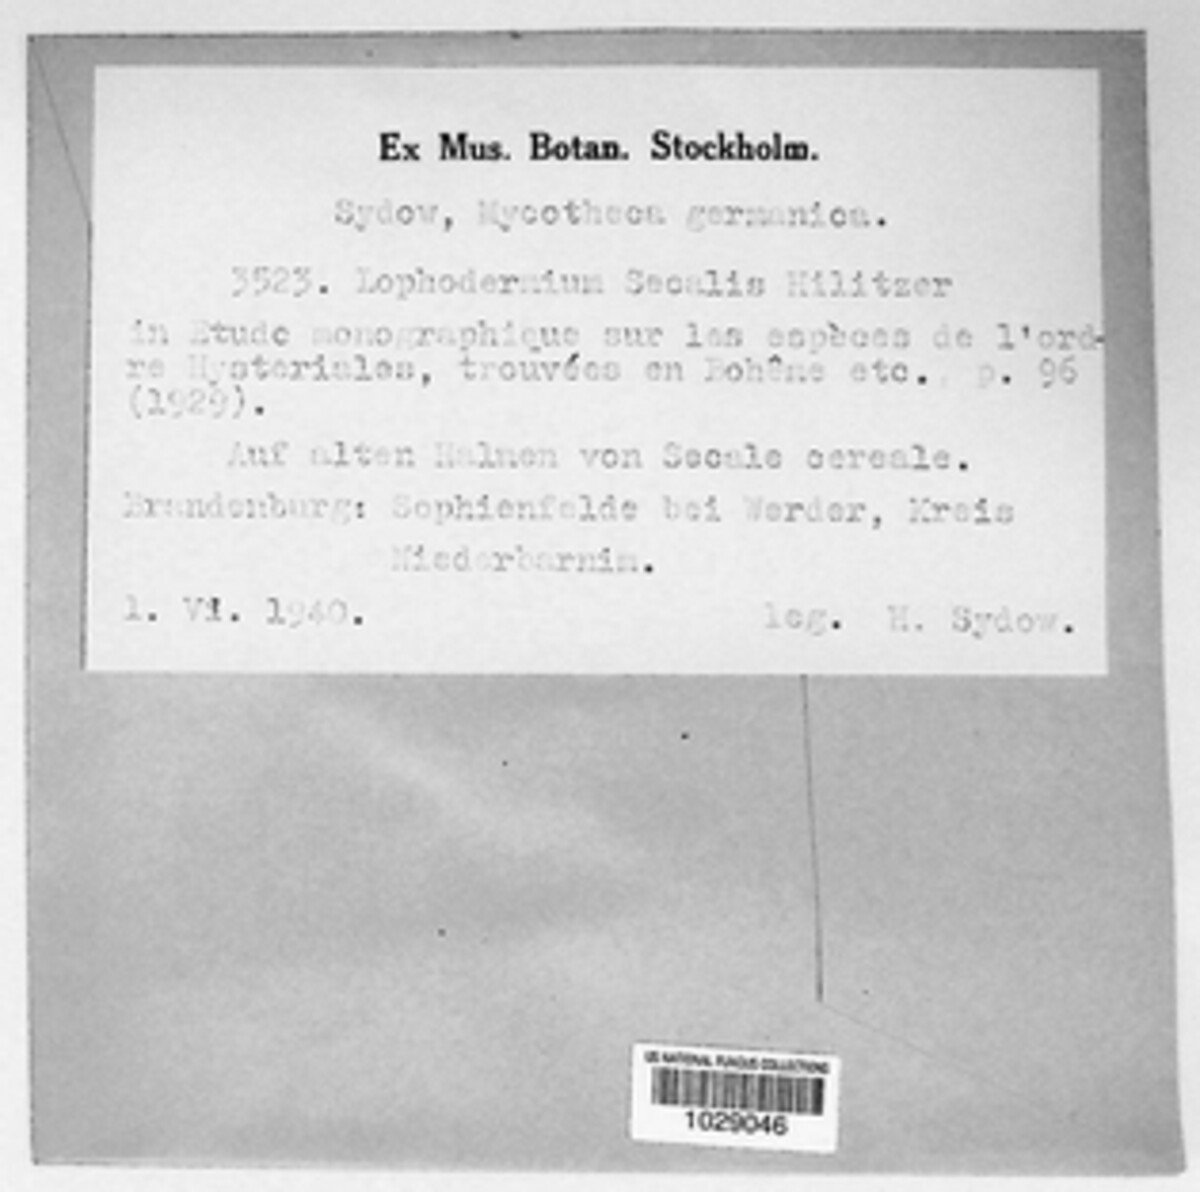 Ex Mus. Botan. Stockholm.
Sydow, Mycotheca germanica.
3523. Lophodermium Secalis Hilitzer
in Etude monographique sur les espèces de l'ord-
re Hysteriales, trouvées en Bohême etc. p. 96
(1929).
Auf alten Halmen von Secale cereale.
Brandenburg: Sophienfelde bei Werder, Kreis
Niederbarnim.
1. VI. 1940.
leg. H. Sydow.
US NATIONAL FUNGUS COLLECTIONS
1029046